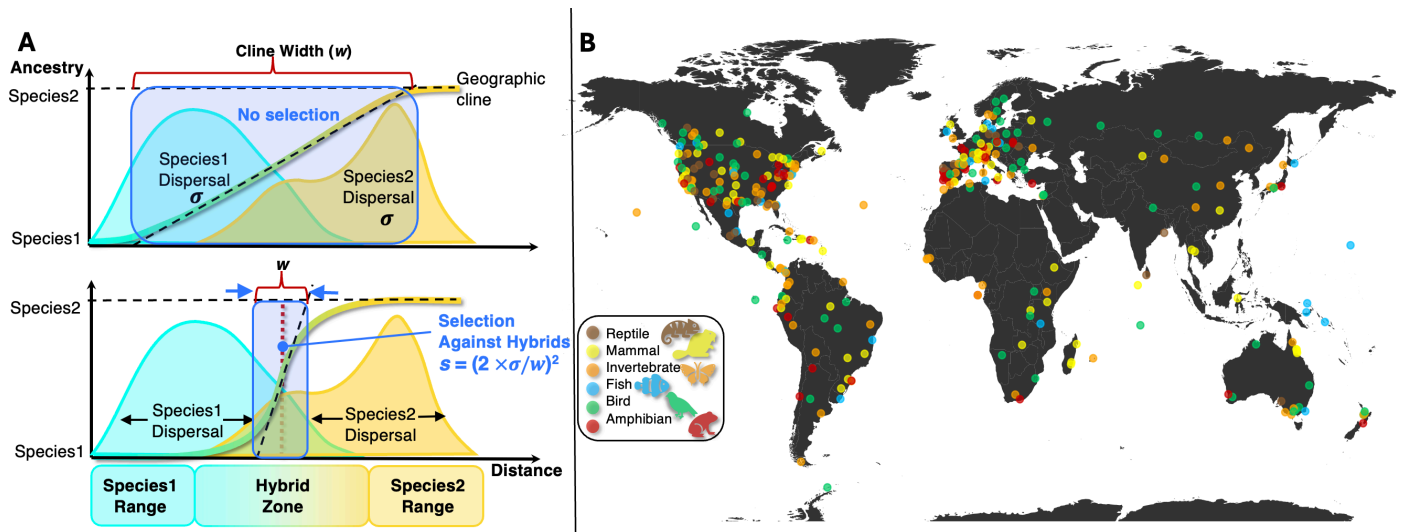 A
Cline Width (w)
Ancestry
Species2
Geographic
cline
No selection
Species1
Dispersal
σ
Species2
Dispersal
σ
Species1
w
Species2
Selection
Against Hybrids
s = (2 ×σ/w)²
Species1
Dispersal
Species2
Dispersal
Species1
Distance
Species1
Range
Hybrid
Zone
Species2
Range
B
Reptile
Mammal
Invertebrate
Fish
Bird
Amphibian